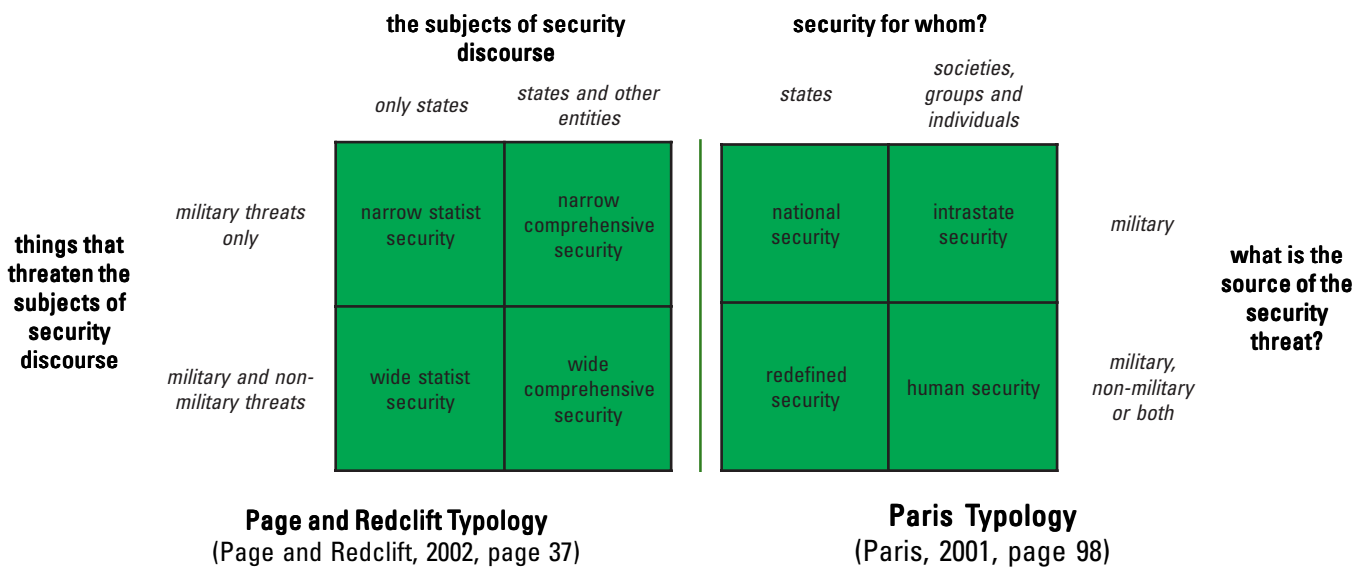 the subjects of security
discourse
only states
states and other
entities
things that
threaten the
subjects of
security
discourse
military threats
only
military and non-
military threats
narrow statist
security
narrow
comprehensive
security
wide statist
security
wide
comprehensive
security
Page and Redclift Typology
(Page and Redclift, 2002, page 37)
security for whom?
states
societies,
groups and
individuals
national
security
intrastate
security
redefined
security
human security
military
military,
non-military
or both
what is the
source of the
security
threat?
Paris Typology
(Paris, 2001, page 98)